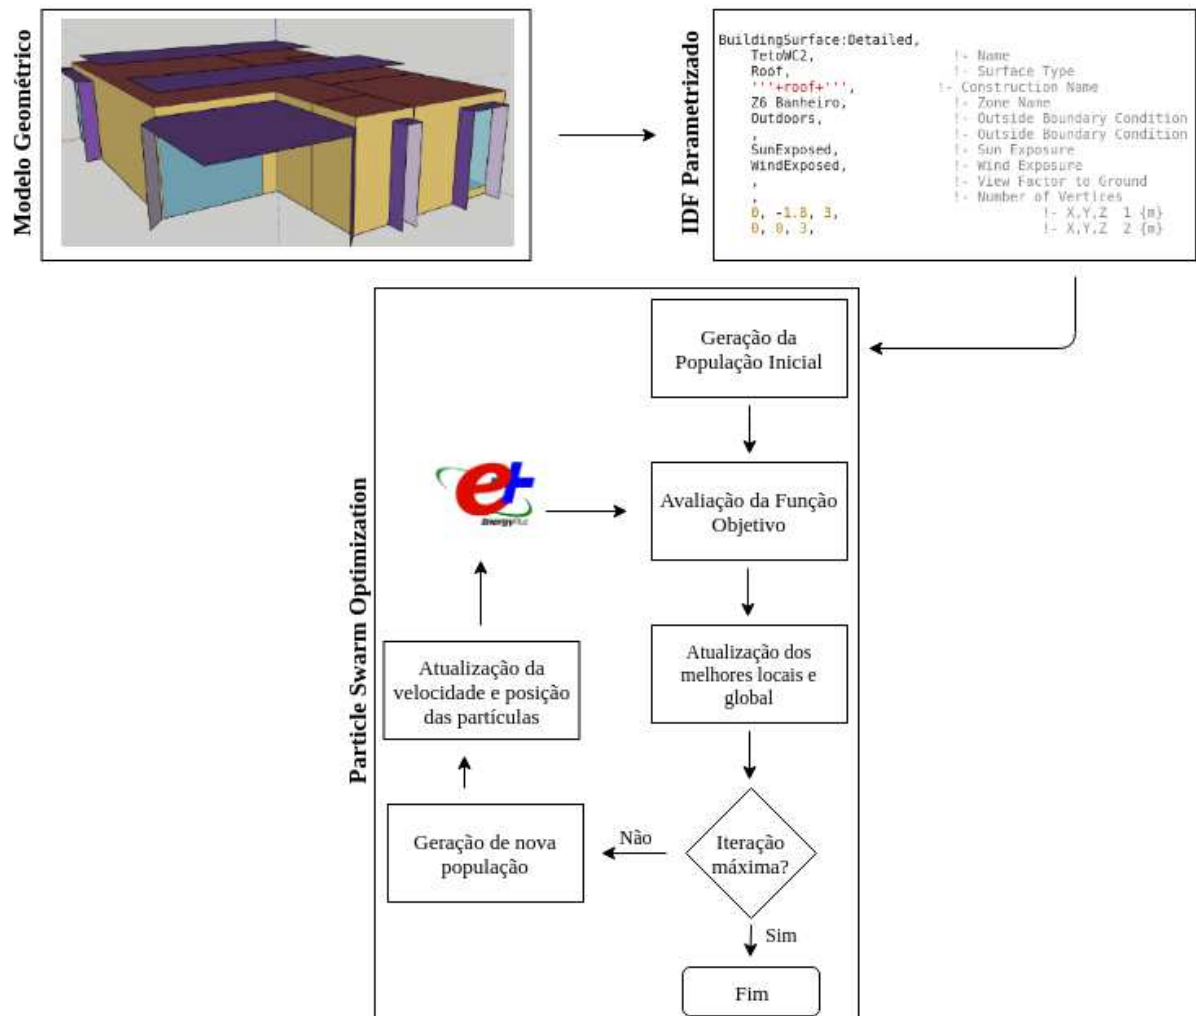 Modelo Geométrico
IDF Parametrizado
BuildingSurface:Detailed,
TetoWC2, !- Name
Roof, !- Surface Type
'''+roof+''', !- Construction Name
Z6 Banheiro, !- Zone Name
Outdoors, !- Outside Boundary Condition
, !- Outside Boundary Condition
SunExposed, !- Sun Exposure
WindExposed, !- Wind Exposure
, !- View Factor to Ground
, !- Number of Vertices
0, -1.8, 3, !- X,Y,Z 1 {m}
0, 0, 3, !- X,Y,Z 2 {m}
Particle Swarm Optimization
Geração da
População Inicial
e+
EnergyPlus
Avaliação da Função
Objetivo
Atualização dos
melhores locais e
global
Atualização da
velocidade e posição
das partículas
Iteração
máxima?
Não
Geração de nova
população
Sim
Fim